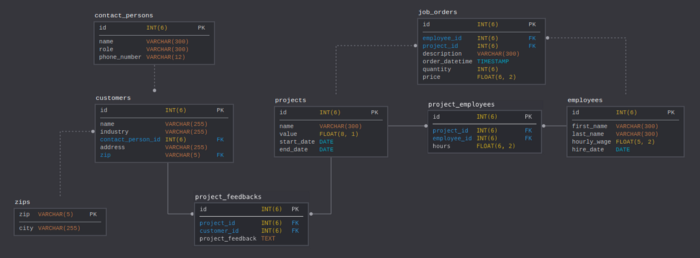 contact_persons
id INT(6) PK
name VARCHAR(300)
role VARCHAR(300)
phone_number VARCHAR(12)
job_orders
id INT(6) PK
employee_id INT(6) FK
project_id INT(6) FK
description VARCHAR(300)
order_datetime TIMESTAMP
quantity INT(6)
price FLOAT(6, 2)
customers
id INT(6) PK
name VARCHAR(255)
industry VARCHAR(255)
contact_person_id INT(6) FK
address VARCHAR(255)
zip VARCHAR(5) FK
projects
id INT(6) PK
name VARCHAR(300)
value FLOAT(8, 1)
start_date DATE
end_date DATE
project_employees
id INT(6) PK
project_id INT(6) FK
employee_id INT(6) FK
hours FLOAT(6, 2)
employees
id INT(6) PK
first_name VARCHAR(300)
last_name VARCHAR(300)
hourly_wage FLOAT(5, 2)
hire_date DATE
zips
zip VARCHAR(5) PK
city VARCHAR(255)
project_feedbacks
id INT(6) PK
project_id INT(6) FK
customer_id INT(6) FK
project_feedback TEXT